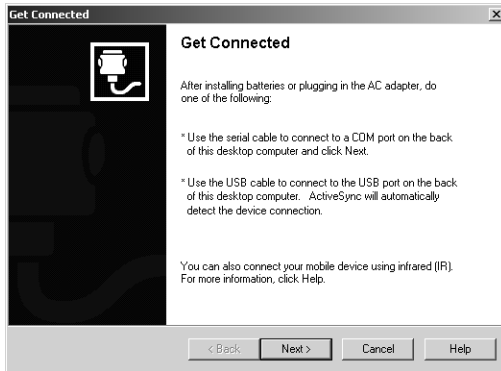 Get Connected
Get Connected
After installing batteries or plugging in the AC adapter, do
one of the following:
* Use the serial cable to connect to a COM port on the back
of this desktop computer and click Next.
* Use the USB cable to connect to the USB port on the back
of this desktop computer. ActiveSync will automatically
detect the device connection.
You can also connect your mobile device using infrared (IR).
For more information, click Help.
< Back Next > Cancel Help